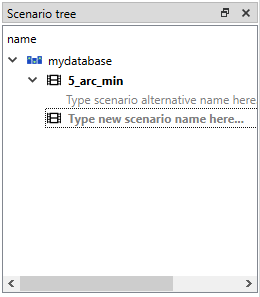 Scenario tree
name
mydatabase
5_arc_min
Type scenario alternative name here
Type new scenario name here...